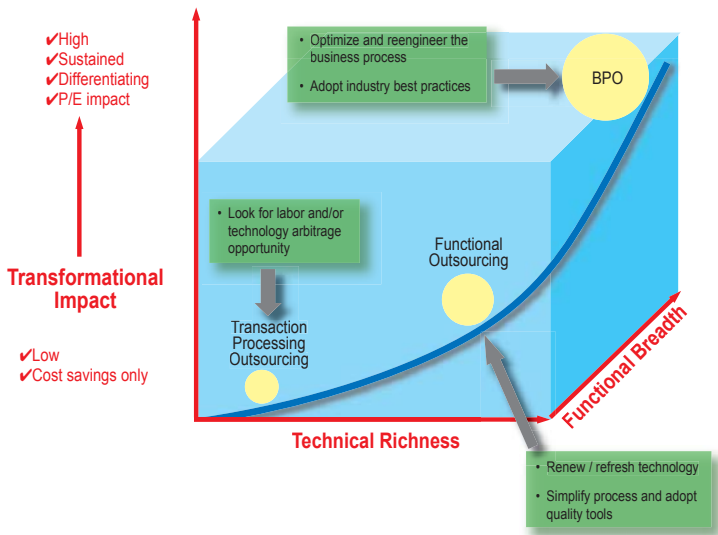 ✔High
✔Sustained
✔Differentiating
✔P/E impact
Transformational
Impact
✔Low
✔Cost savings only
• Optimize and reengineer the
business process
• Adopt industry best practices
BPO
• Look for labor and/or
technology arbitrage
opportunity
Functional
Outsourcing
Transaction
Processing
Outsourcing
Functional Breadth
Technical Richness
• Renew / refresh technology
• Simplify process and adopt
quality tools